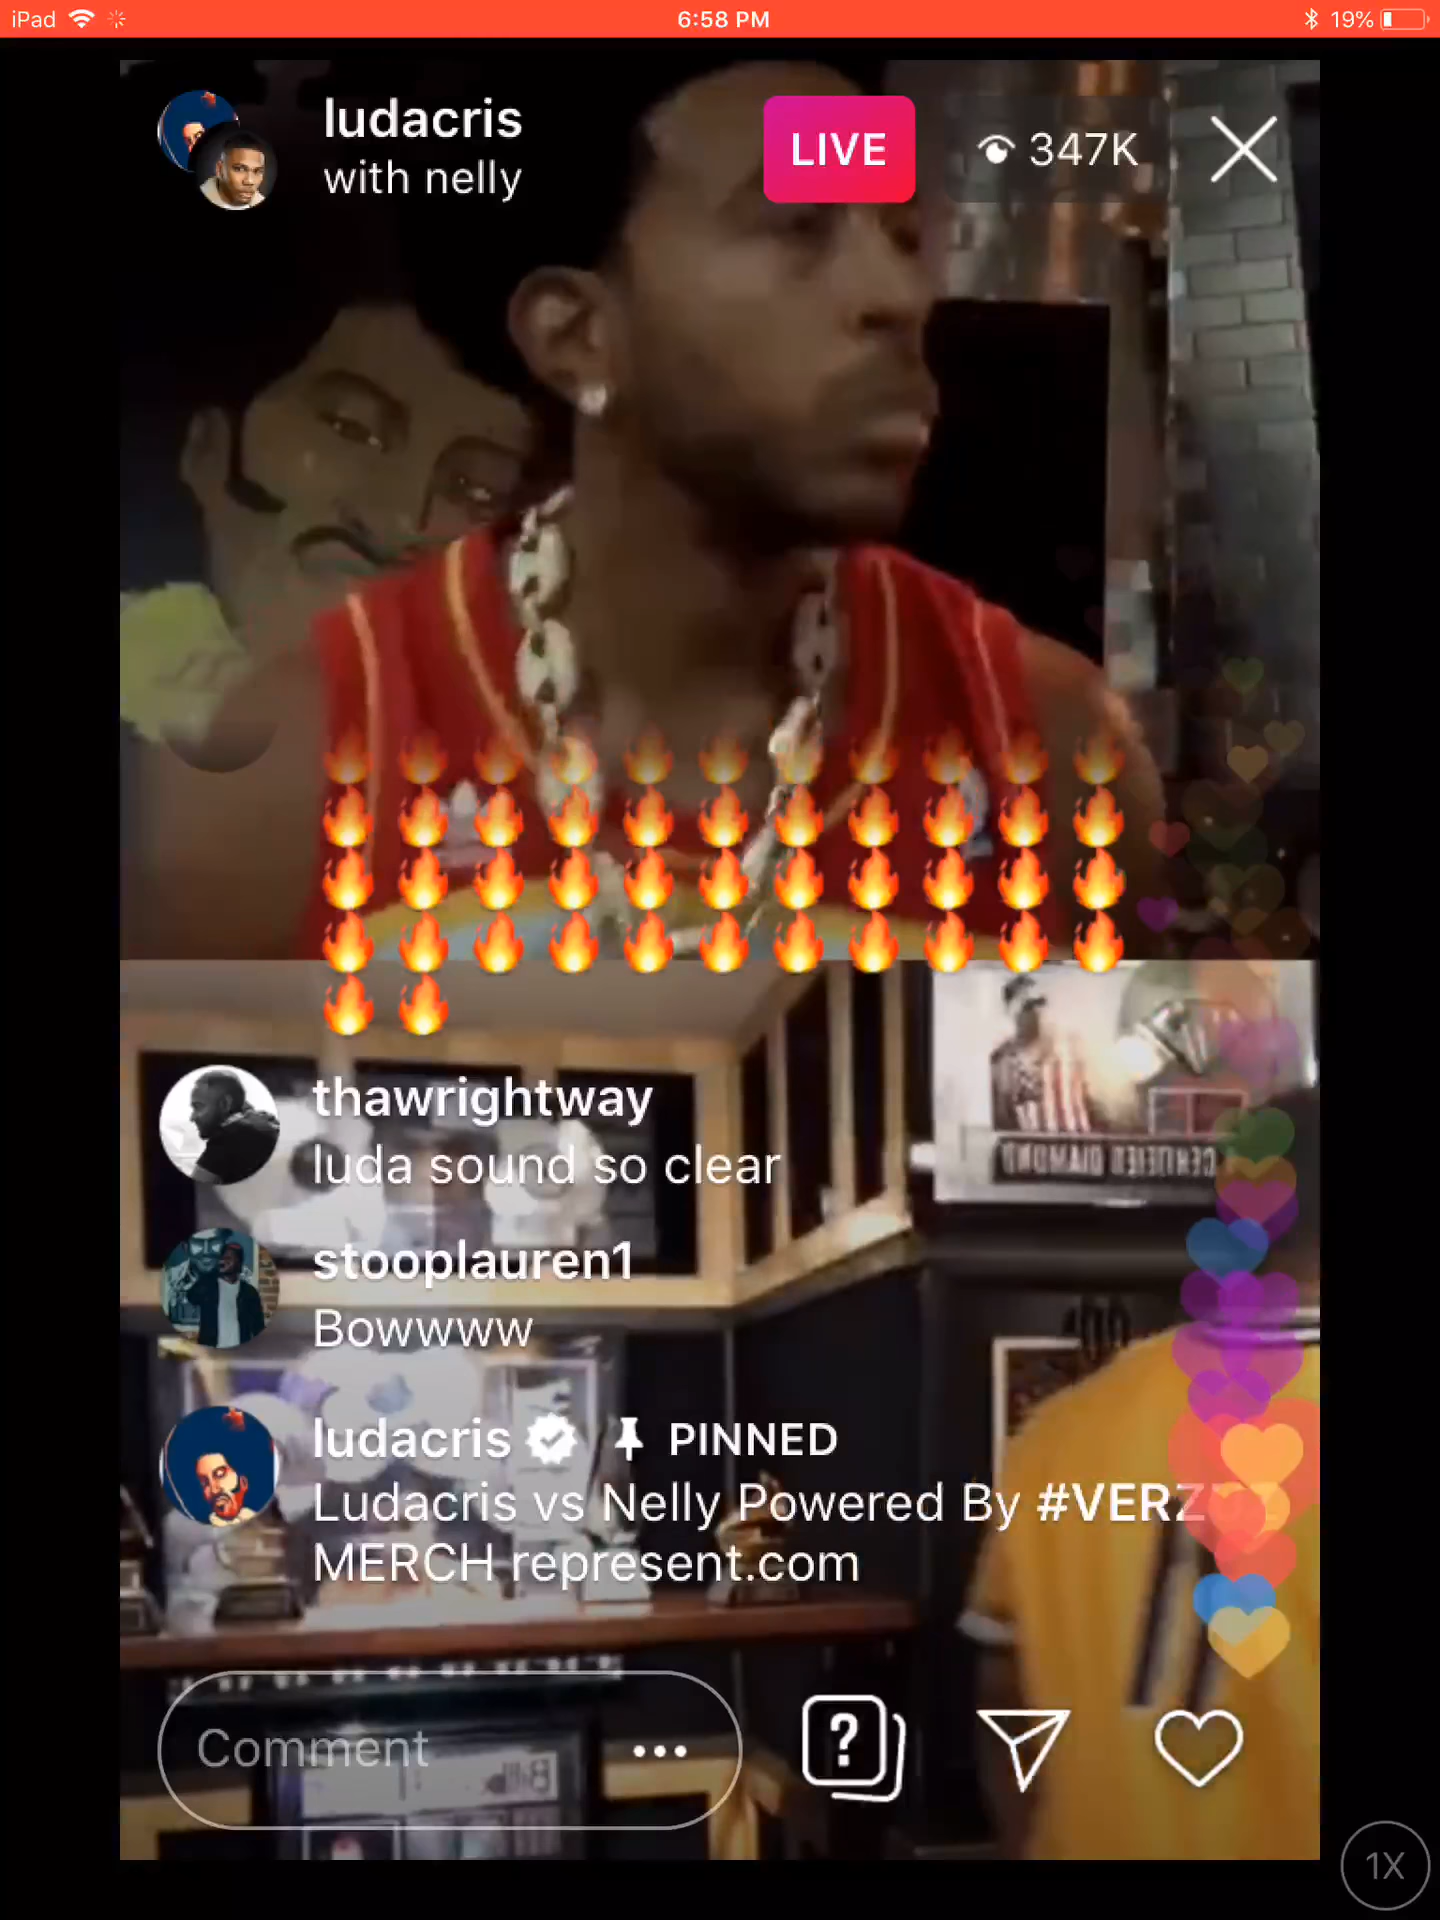 iPad
6:58 PM
19%
ludacris
with nelly
LIVE
347K
thawrightway
luda sound so clear
stooplauren1
Bowwww
ludacris PINNED
Ludacris vs Nelly Powered By
MERCH represent.com
Comment
1X